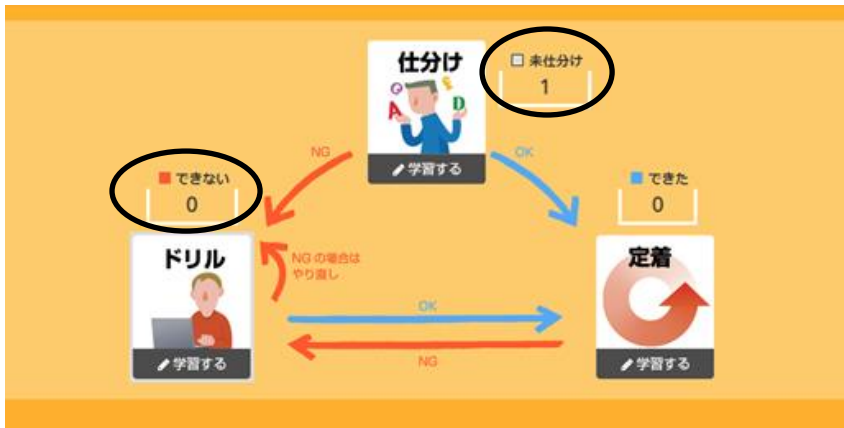 仕分け
未仕分け
1
学習する
NG
OK
できない
0
できた
0
ドリル
NG の場合は
やり直し
定着
OK
NG
学習する
学習する